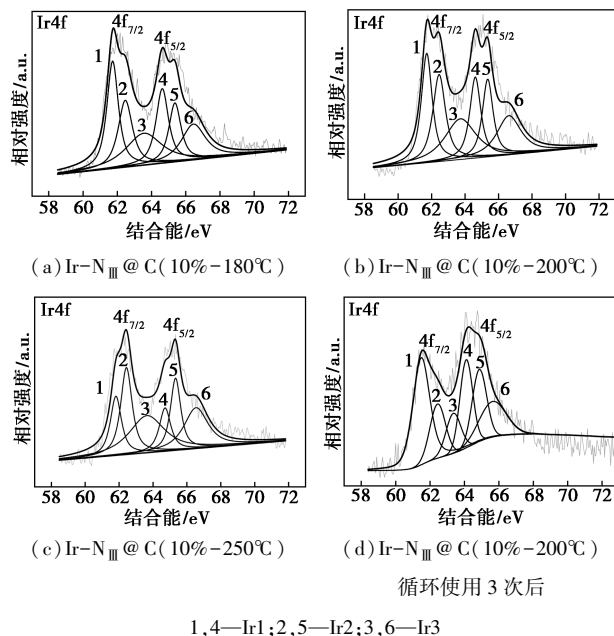 Ir4f
4f7/2
4f5/2
1
2
3
4
5
6
相对强度/a.u.
58 60 62 64 66 68 70 72
结合能/eV
(a)Ir-NⅢ@C(10%-180℃)
Ir4f
4f7/2
4f5/2
1
2
3
45
6
相对强度/a.u.
58 60 62 64 66 68 70 72
结合能/eV
(b)Ir-NⅢ@C(10%-200℃)
Ir4f
4f7/2
4f5/2
1
2
3
4
5
6
相对强度/a.u.
58 60 62 64 66 68 70 72
结合能/eV
(c)Ir-NⅢ@C(10%-250℃)
Ir4f
4f7/2
4f5/2
1
2
3
4
5
6
相对强度/a.u.
58 60 62 64 66 68 70 72
结合能/eV
(d)Ir-NⅢ@C(10%-200℃)
循环使用3次后
1,4—Ir1;2,5—Ir2;3,6—Ir3